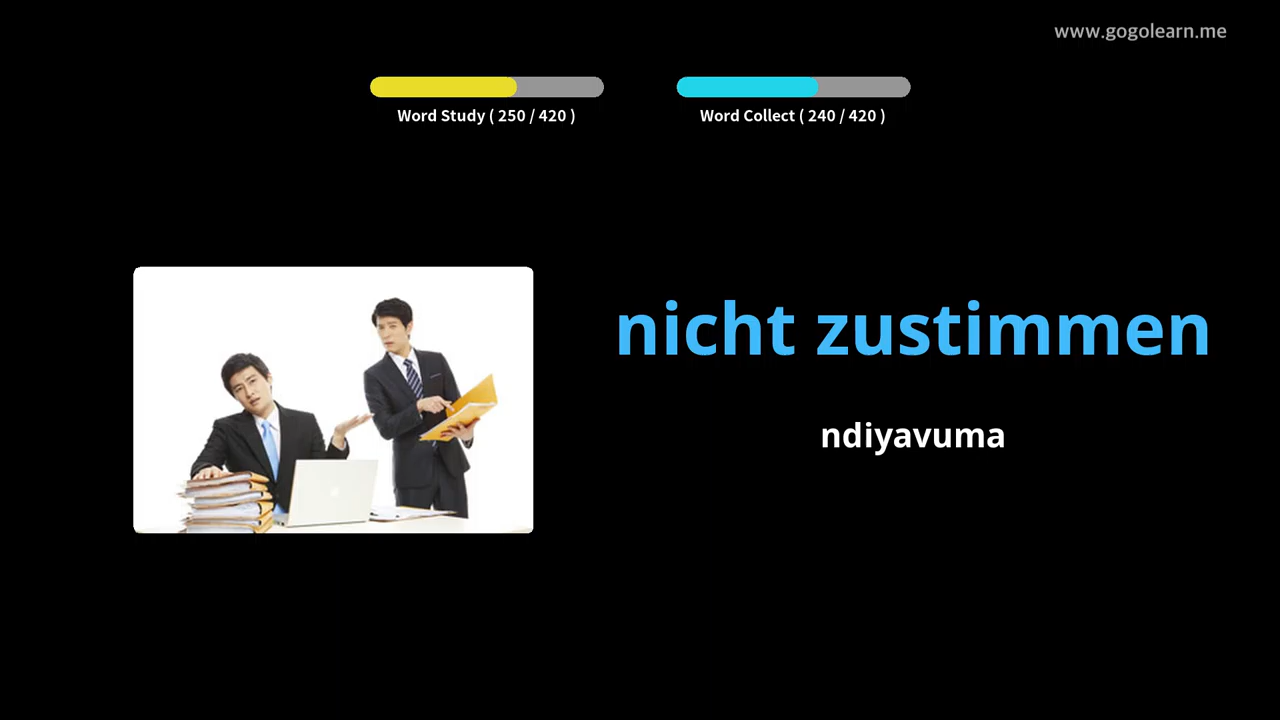 www.gogolearn.me
Word Study ( 250 / 420 )
Word Collect ( 240 / 420 )
nicht zustimmen
ndiyavuma